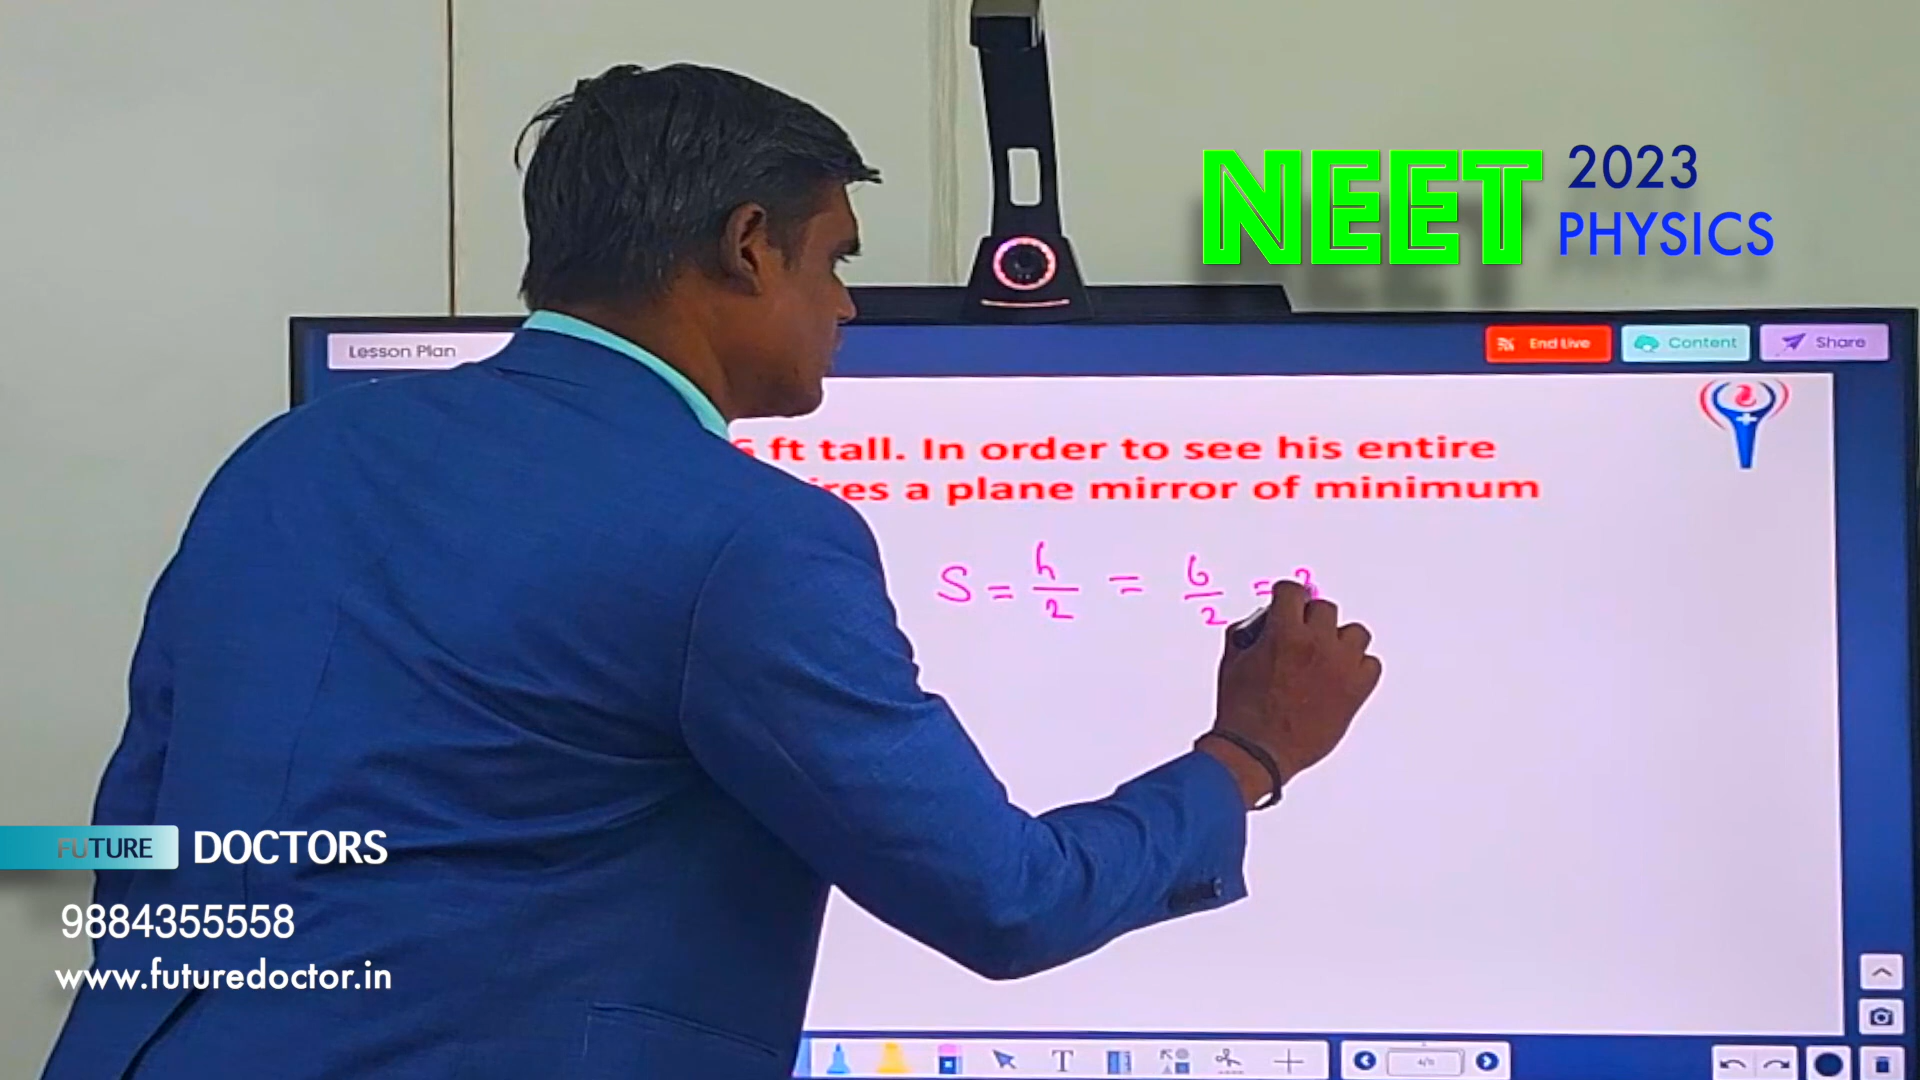 NEET 2023
PHYSICS
Lesson Plan
End Live
Content
Share
ft tall. In order to see his entire
a plane mirror of minimum
S = h/2 = 6/2 =
FUTURE DOCTORS
9884355558
www.futuredoctor.in
T